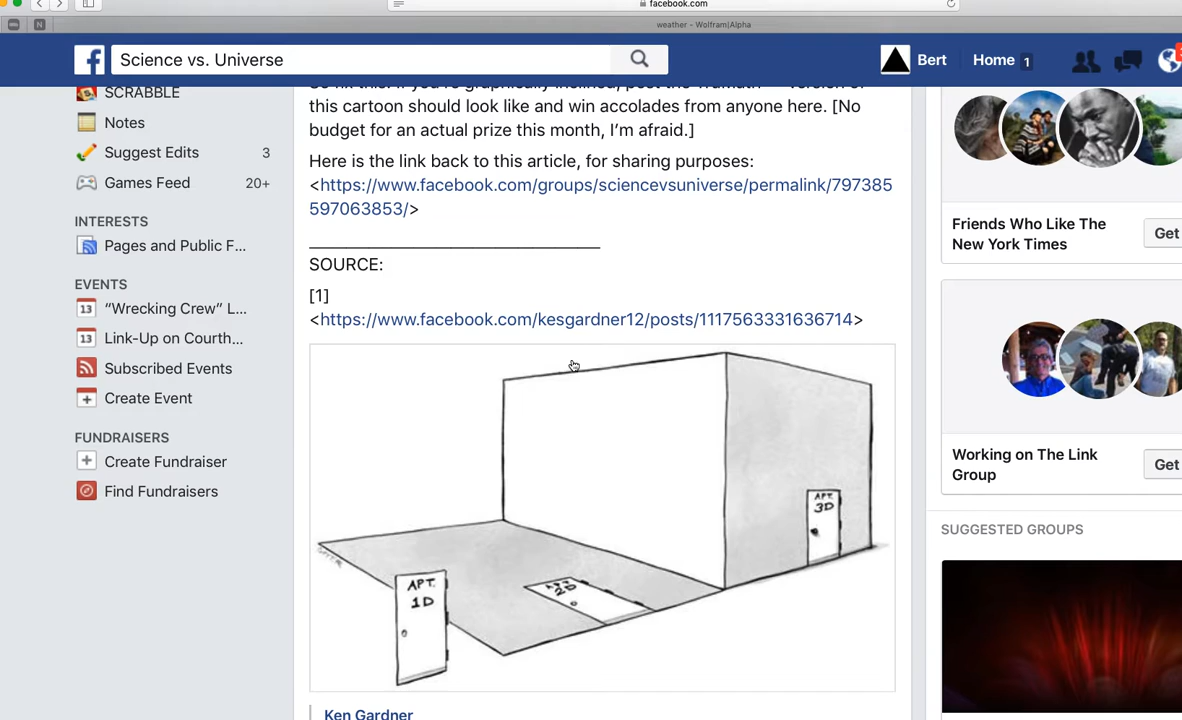 facebook.com
weather – Wolfram|Alpha
Science vs. Universe
Bert
Home 1
SCRABBLE
Notes
Suggest Edits 3
Games Feed 20+
INTERESTS
Pages and Public F...
EVENTS
13 “Wrecking Crew” L...
13 Link-Up on Courth...
Subscribed Events
Create Event
FUNDRAISERS
Create Fundraiser
Find Fundraisers
this cartoon should look like and win accolades from anyone here. [No
budget for an actual prize this month, I’m afraid.]
Here is the link back to this article, for sharing purposes:
<https://www.facebook.com/groups/sciencevsuniverse/permalink/797385
597063853/>
SOURCE:
[1]
<https://www.facebook.com/kesgardner12/posts/1117563331636714>
APT.
1D
APT.
2D
APT.
3D
Ken Gardner
Friends Who Like The
New York Times
Get
Working on The Link
Group
Get
SUGGESTED GROUPS